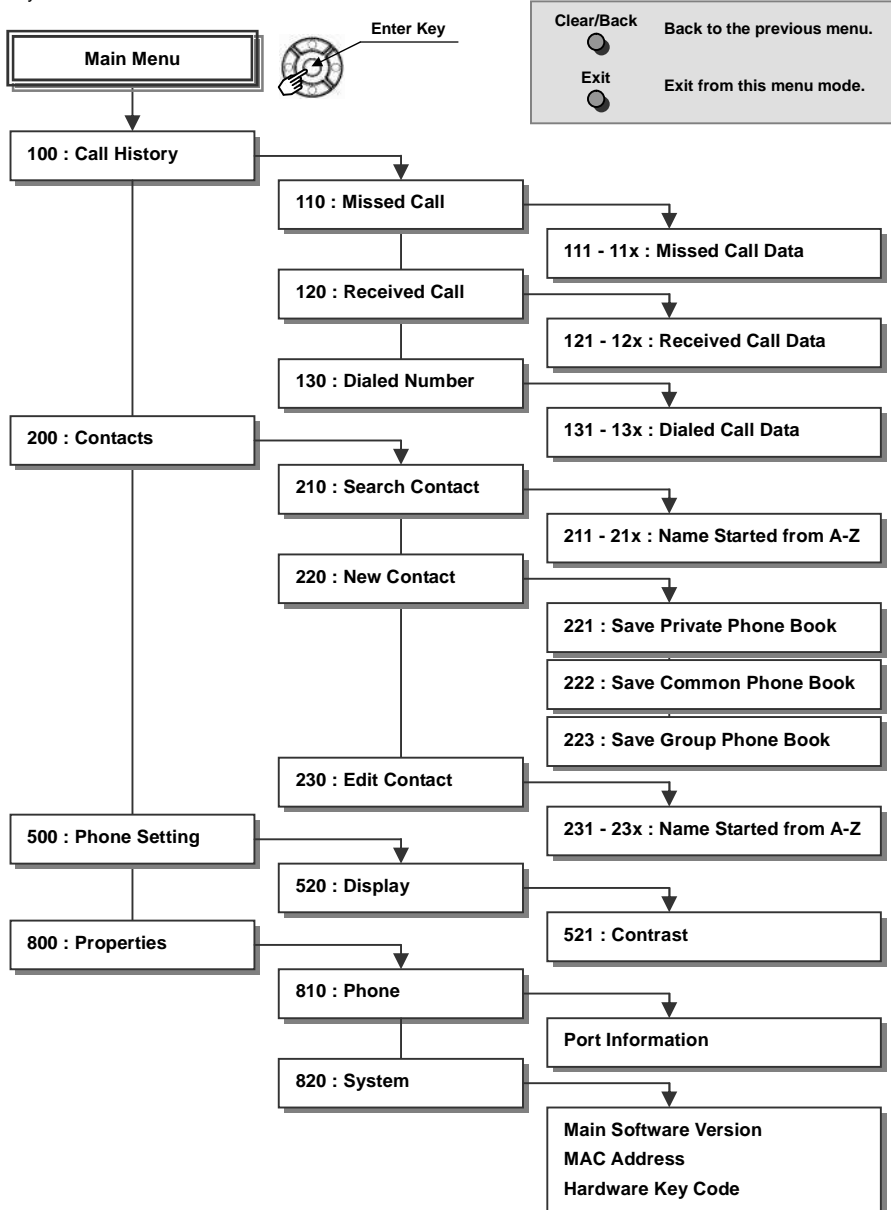 Enter Key
Clear/Back
Back to the previous menu.
Exit
Exit from this menu mode.
Main Menu
100 : Call History
110 : Missed Call
111 - 11x : Missed Call Data
120 : Received Call
121 - 12x : Received Call Data
130 : Dialed Number
131 - 13x : Dialed Call Data
200 : Contacts
210 : Search Contact
211 - 21x : Name Started from A-Z
220 : New Contact
221 : Save Private Phone Book
222 : Save Common Phone Book
223 : Save Group Phone Book
230 : Edit Contact
231 - 23x : Name Started from A-Z
500 : Phone Setting
520 : Display
521 : Contrast
800 : Properties
810 : Phone
Port Information
820 : System
Main Software Version
MAC Address
Hardware Key Code